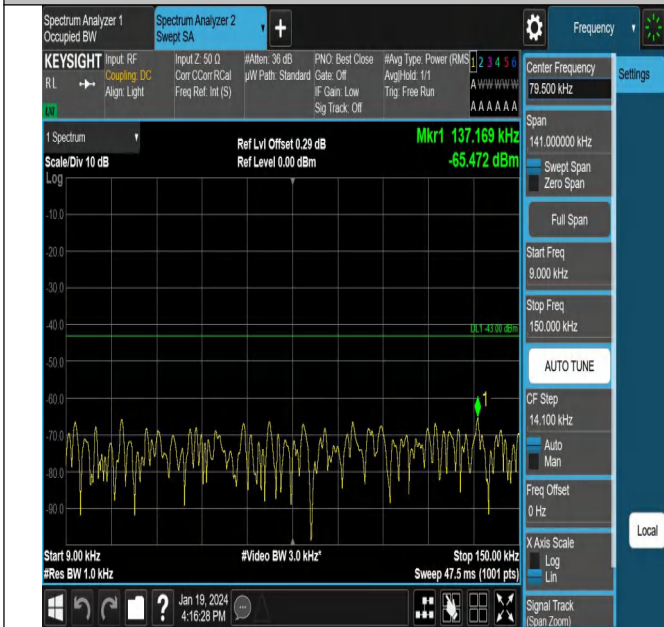 Spectrum Analyzer 1
Occupied BW
Spectrum Analyzer 2
Swept SA
+
Frequency
KEYSIGHT
RL
LXI
Input: RF
Coupling: DC
Align: Light
Input Z: 50 Ω
Corr CCorr RCal
Freq Ref: Int (S)
#Atten: 36 dB
µW Path: Standard
PNO: Best Close
Gate: Off
IF Gain: Low
Sig Track: Off
#Avg Type: Power (RMS
Avg|Hold: 1/1
Trig: Free Run
1 2 3 4 5 6
A W W W W W
A A A A A A
1 Spectrum
Scale/Div 10 dB
Log
Ref Lvl Offset 0.29 dB
Ref Level 0.00 dBm
Mkr1 137.169 kHz
-65.472 dBm
-10.0
-20.0
-30.0
-40.0
DL1 -43.00 dBm
-50.0
-60.0
1
-70.0
-80.0
-90.0
Start 9.00 kHz
#Res BW 1.0 kHz
#Video BW 3.0 kHz*
Stop 150.00 kHz
Sweep 47.5 ms (1001 pts)
?
Jan 19, 2024
4:16:28 PM
Center Frequency
79.500 kHz
Settings
Span
141.000000 kHz
Swept Span
Zero Span
Full Span
Start Freq
9.000 kHz
Stop Freq
150.000 kHz
AUTO TUNE
CF Step
14.100 kHz
Auto
Man
Freq Offset
0 Hz
Local
X Axis Scale
Log
Lin
Signal Track
(Span Zoom)